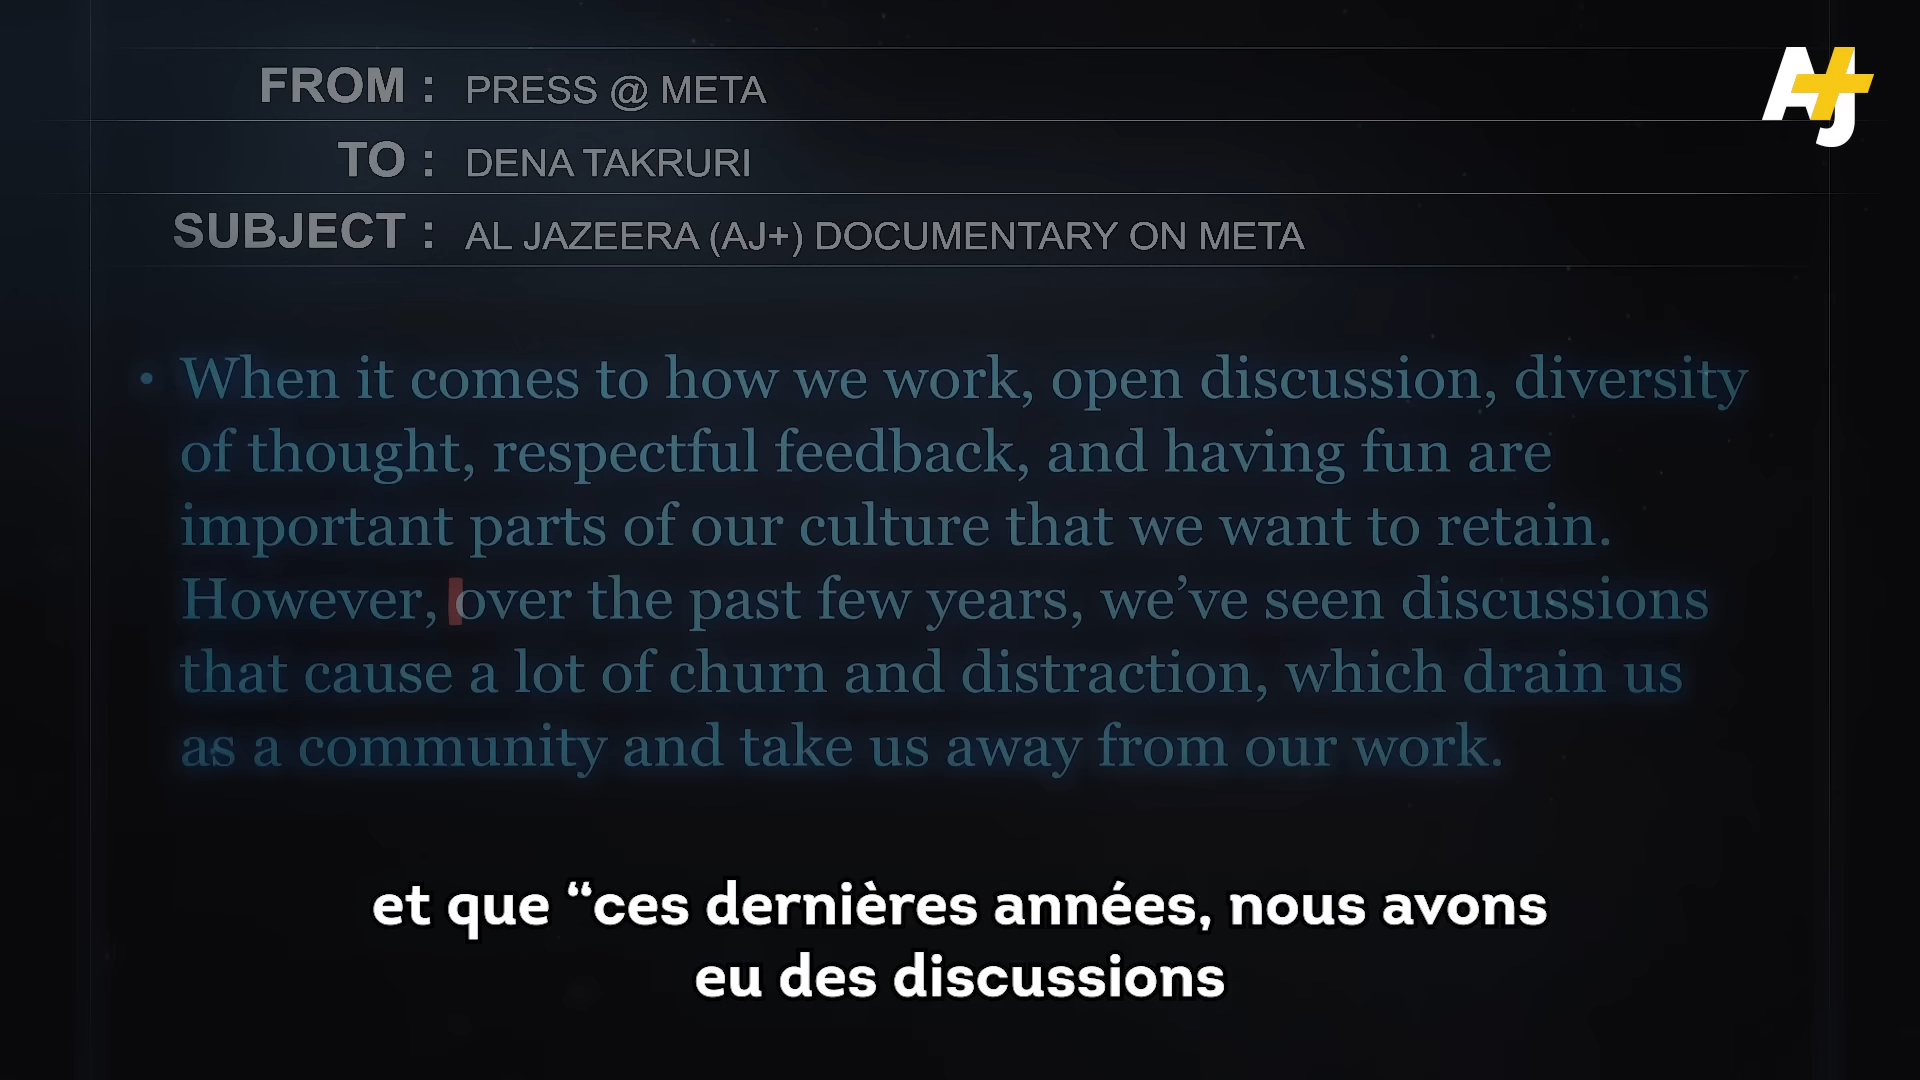 FROM : PRESS @ META
TO : DENA TAKRURI
SUBJECT : AL JAZEERA (AJ+) DOCUMENTARY ON META
AJ+
• When it comes to how we work, open discussion, diversity
of thought, respectful feedback, and having fun are
important parts of our culture that we want to retain.
However, over the past few years, we’ve seen discussions
that cause a lot of churn and distraction, which drain us
as a community and take us away from our work.
et que “ces dernières années, nous avons
eu des discussions